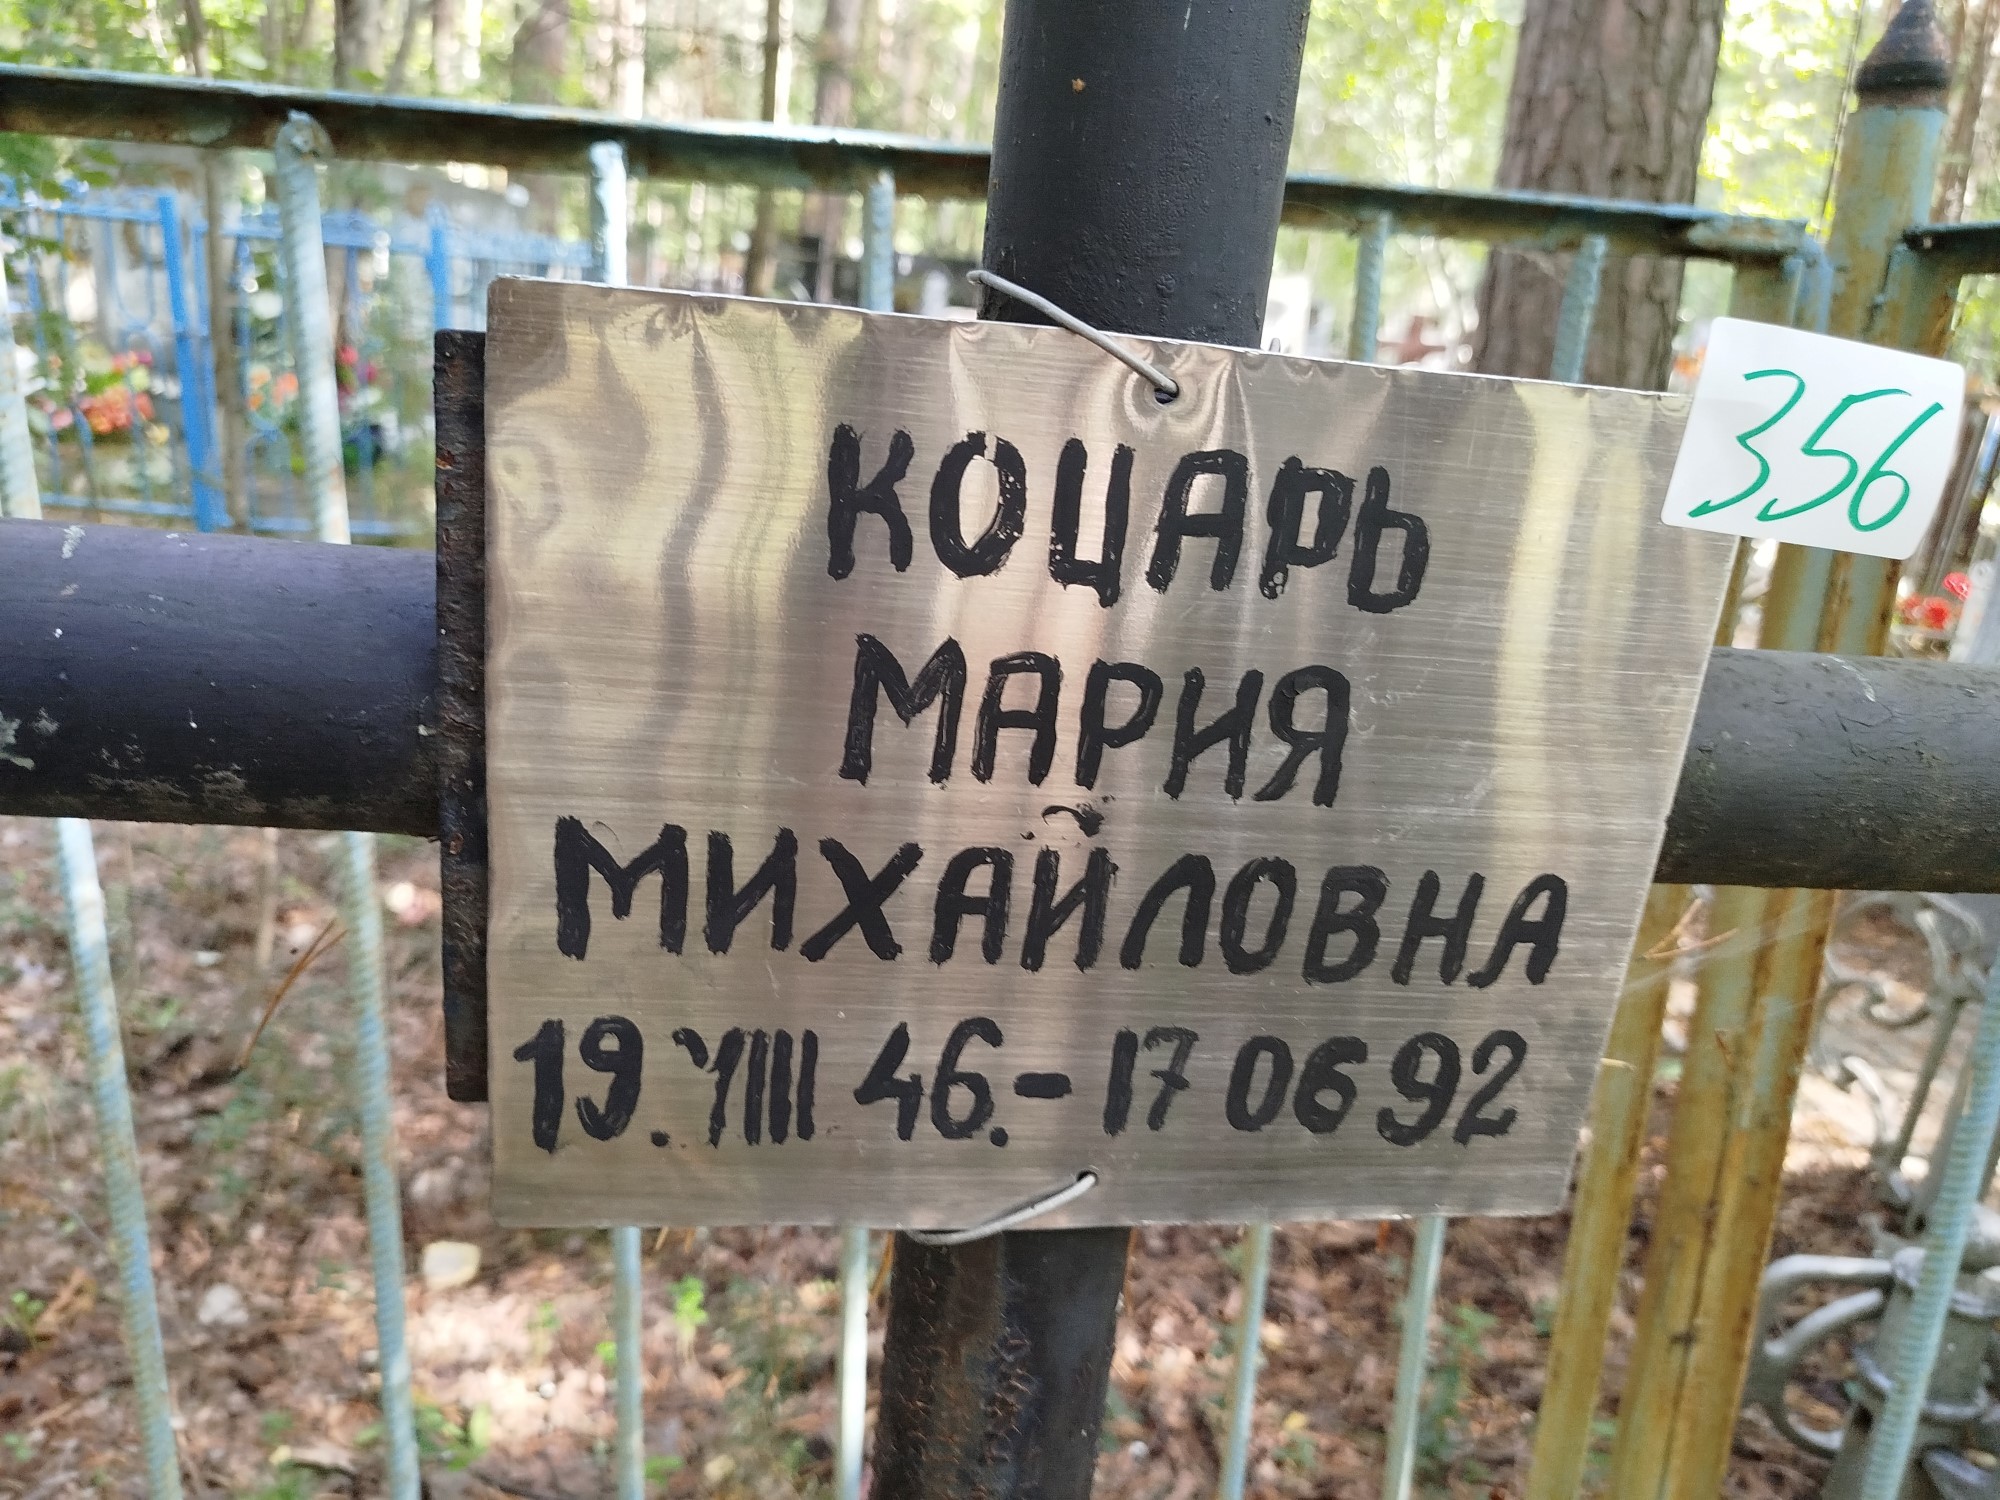 356
КОЦАРЬ
МАРИЯ
МИХАЙЛОВНА
19.VIII 46.-17 06 92